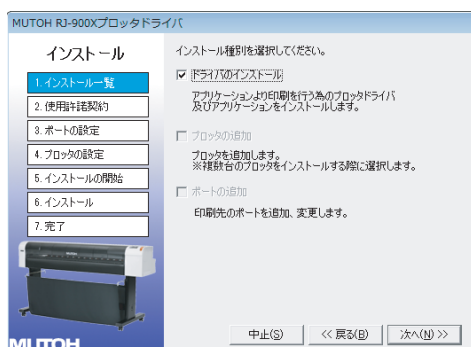 MUTOH RJ-900Xプロッタドライバ
インストール
1. インストール一覧
2. 使用許諾契約
3. ポートの設定
4. プロッタの設定
5. インストールの開始
6. インストール
7. 完了
MUTOH
インストール種別を選択してください。
ドライバのインストール
アプリケーションより印刷を行う為のプロッタドライバ
及びアプリケーションをインストールします。
プロッタの追加
プロッタを追加します。
※複数台のプロッタをインストールする際に選択します。
ポートの追加
印刷先のポートを追加、変更します。
中止(S)
<< 戻る(B)
次へ(N) >>